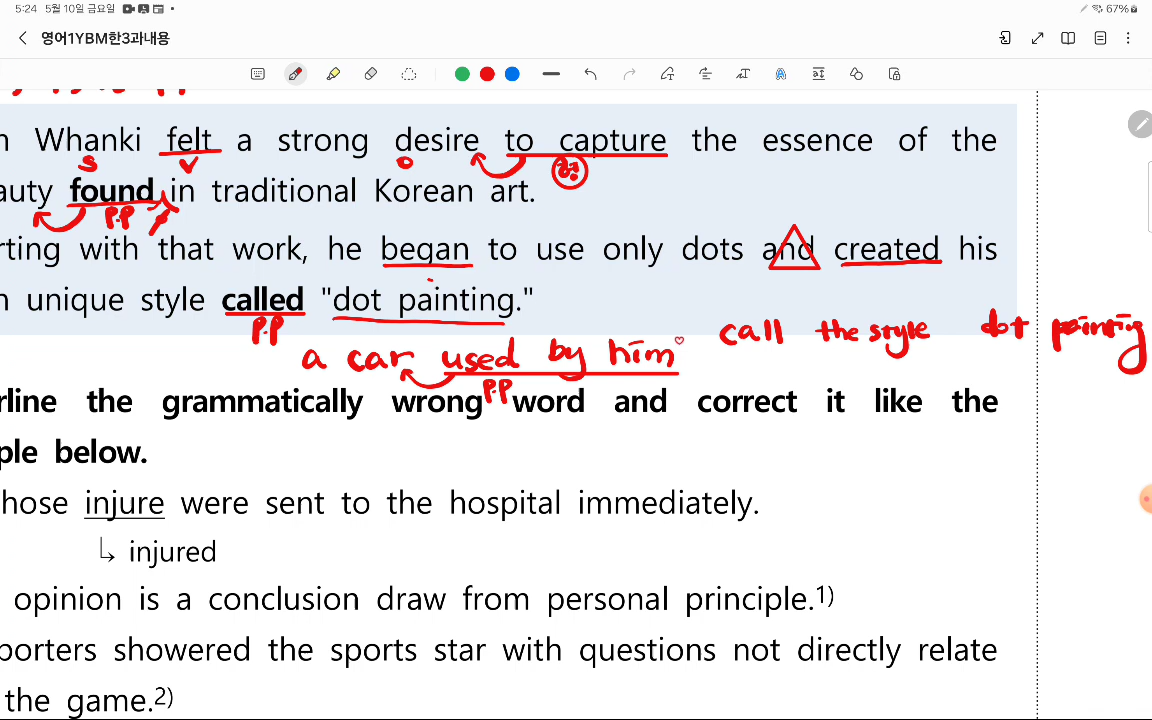 5:24 5월 10일 금요일 67%
영어1YBM한3과내용
n Whanki felt a strong desire to capture the essence of the
s v o
auty found in traditional Korean art.
p.p
rting with that work, he began to use only dots and created his
n unique style called "dot painting."
p.p call the style dot painting
a car used by him
p.p
rline the grammatically wrong word and correct it like the
ple below.
hose injure were sent to the hospital immediately.
↳ injured
opinion is a conclusion draw from personal principle.1)
porters showered the sports star with questions not directly relate
the game.2)